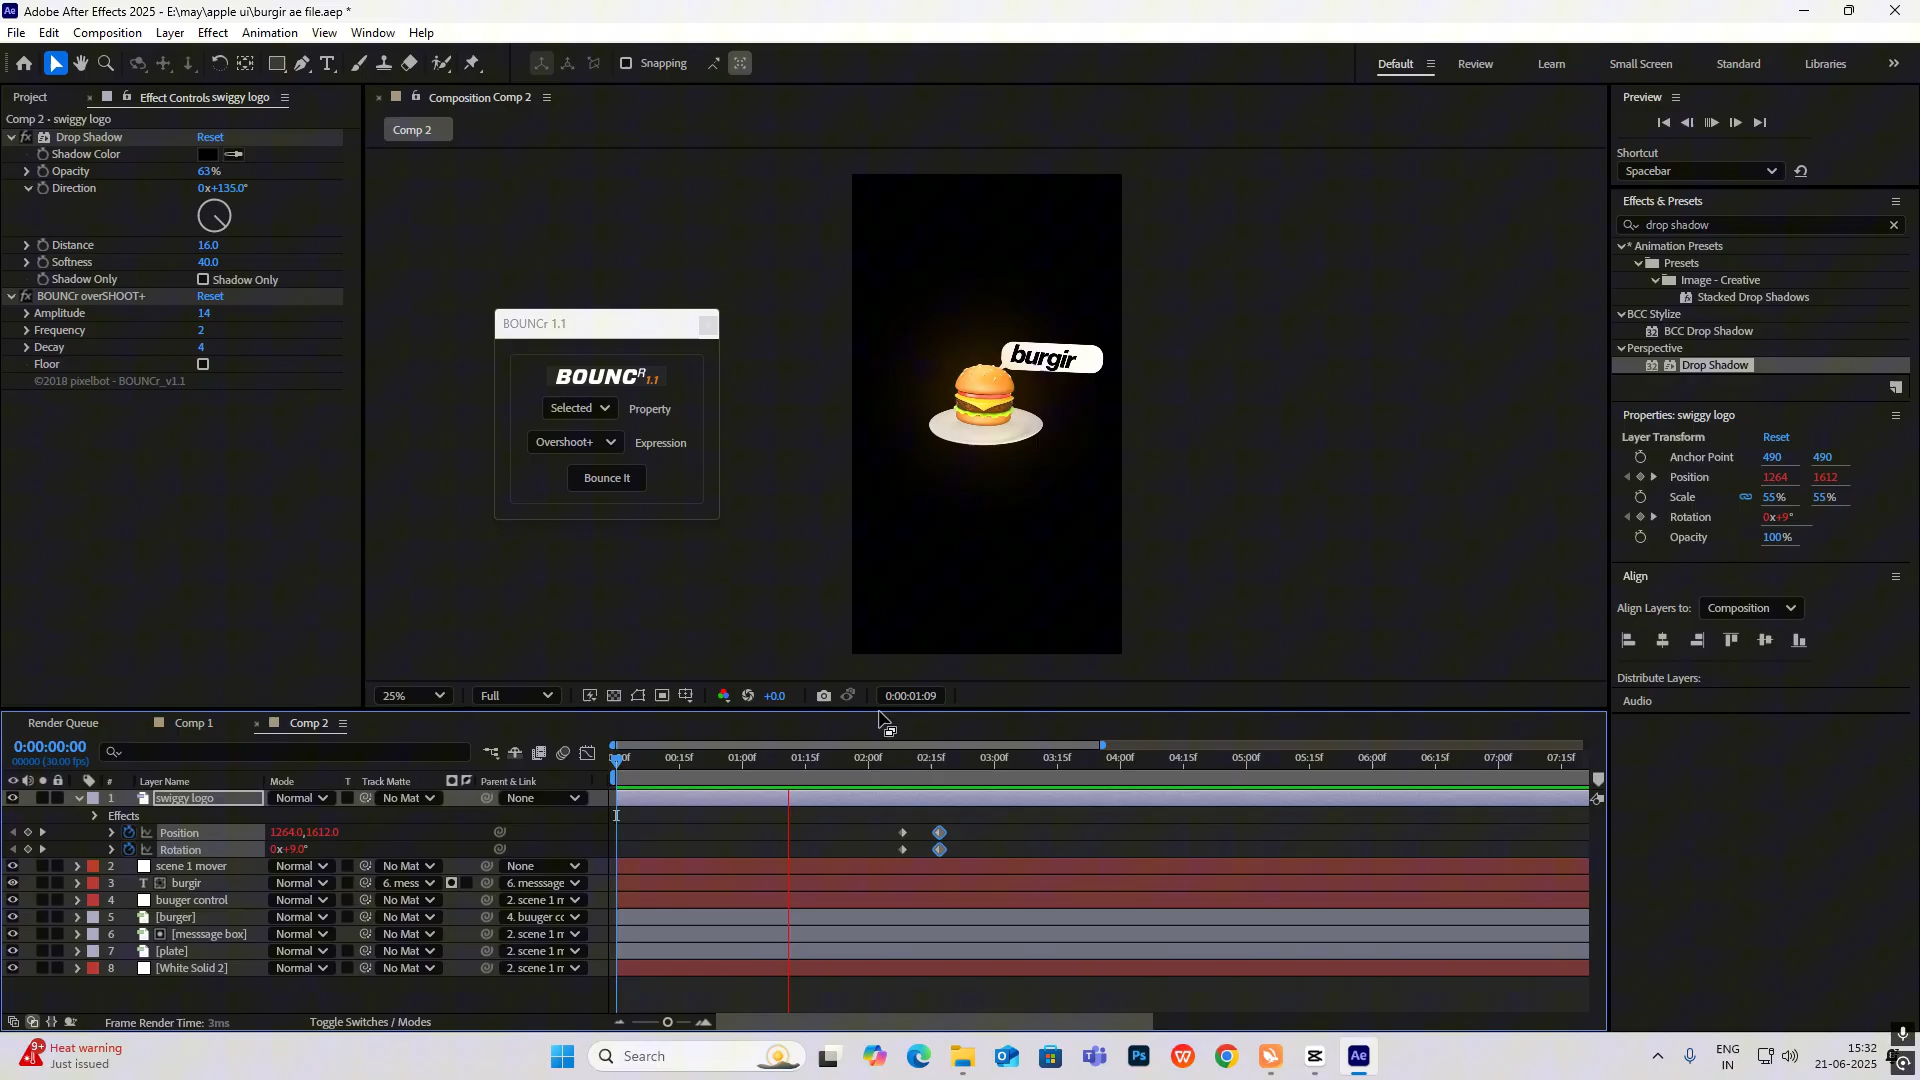 Adobe After Effects 2025 - E:\may\apple ui\burgir ae file.aep *
File Edit Composition Layer Effect Animation View Window Help
Snapping
Default Review Learn Small Screen Standard Libraries
Project Effect Controls swiggy logo
Comp 2 • swiggy logo
Drop Shadow Reset
Shadow Color
Opacity 63%
Direction 0x+135.0°
Distance 16.0
Softness 40.0
Shadow Only Shadow Only
BOUNCr overSHOOT+ Reset
Amplitude 14
Frequency 2
Decay 4
Floor
©2018 pixelbot - BOUNCr_v1.1
Composition Comp 2
Comp 2
BOUNCr 1.1
BOUNCR 1.1
Selected Property
Overshoot+ Expression
Bounce It
burgir
25% Full +0.0 0:00:01:09
Preview
Shortcut
Spacebar
Effects & Presets
drop shadow
* Animation Presets
Presets
Image - Creative
Stacked Drop Shadows
BCC Stylize
32 BCC Drop Shadow
Perspective
32 Drop Shadow
Properties: swiggy logo
Layer Transform Reset
Anchor Point 490 490
Position 1264 1612
Scale 55% 55%
Rotation 0x+9°
Opacity 100%
Align
Align Layers to: Composition
Distribute Layers:
Audio
Render Queue Comp 1 Comp 2
0:00:00:00
00000 (30.00 fps)
00f 00:15f 01:00f 01:15f 02:00f 02:15f 03:00f 03:15f 04:00f 04:15f 05:00f 05:15f 06:00f 06:15f 07:00f 07:15f
# Layer Name Mode T Track Matte Parent & Link
1 swiggy logo Normal No Mat None
Effects
Position 1264.0,1612.0
Rotation 0x+9.0°
2 scene 1 mover Normal No Mat None
3 T burgir Normal 6. mess 6. messsage
4 buuger control Normal No Mat 2. scene 1 m
5 [burger] Normal No Mat 4. buuger cc
6 [messsage box] Normal No Mat 2. scene 1 m
7 [plate] Normal No Mat 2. scene 1 m
8 [White Solid 2] Normal No Mat 2. scene 1 m
Frame Render Time: 3ms Toggle Switches / Modes
9+ Heat warning
Just issued
Search
ENG
IN
15:32
21-06-2025